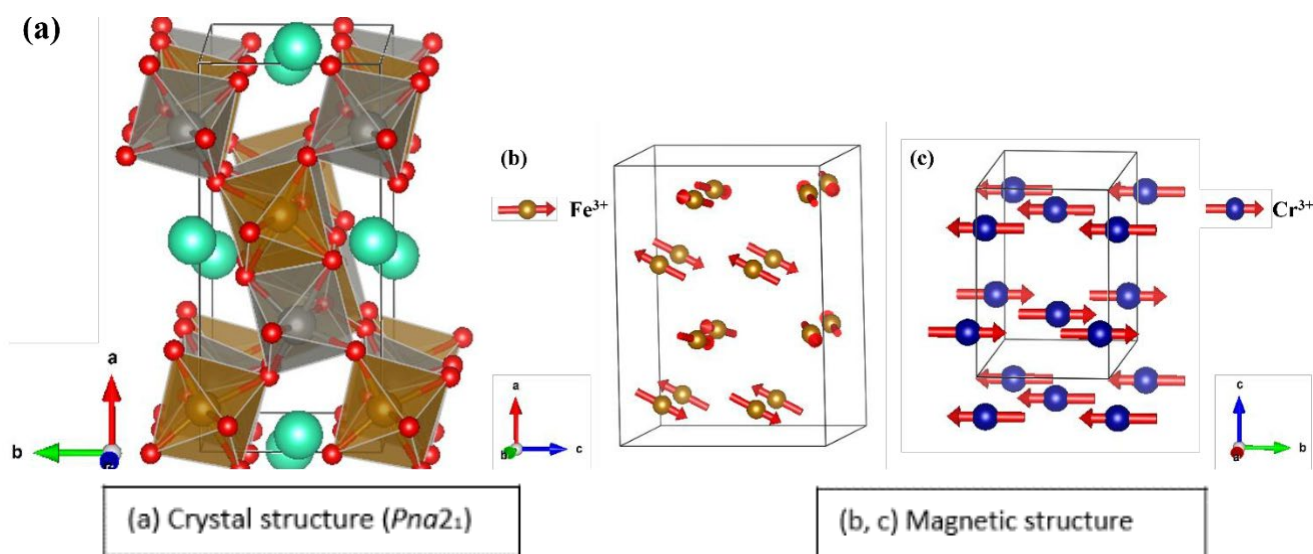 (a)
(b)
(c)
Fe³⁺
Cr³⁺
a
b
a
b
c
c
b
a
(a) Crystal structure (Pna2₁)
(b, c) Magnetic structure